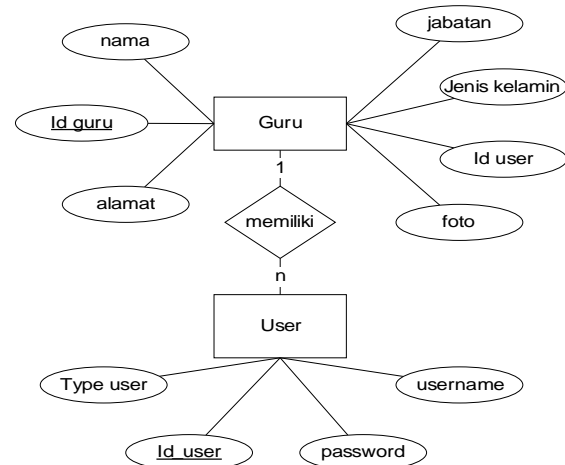 jabatan
nama
Jenis kelamin
Id guru
Guru
Id user
1
alamat
memiliki
foto
n
User
Type user
username
Id_user
password